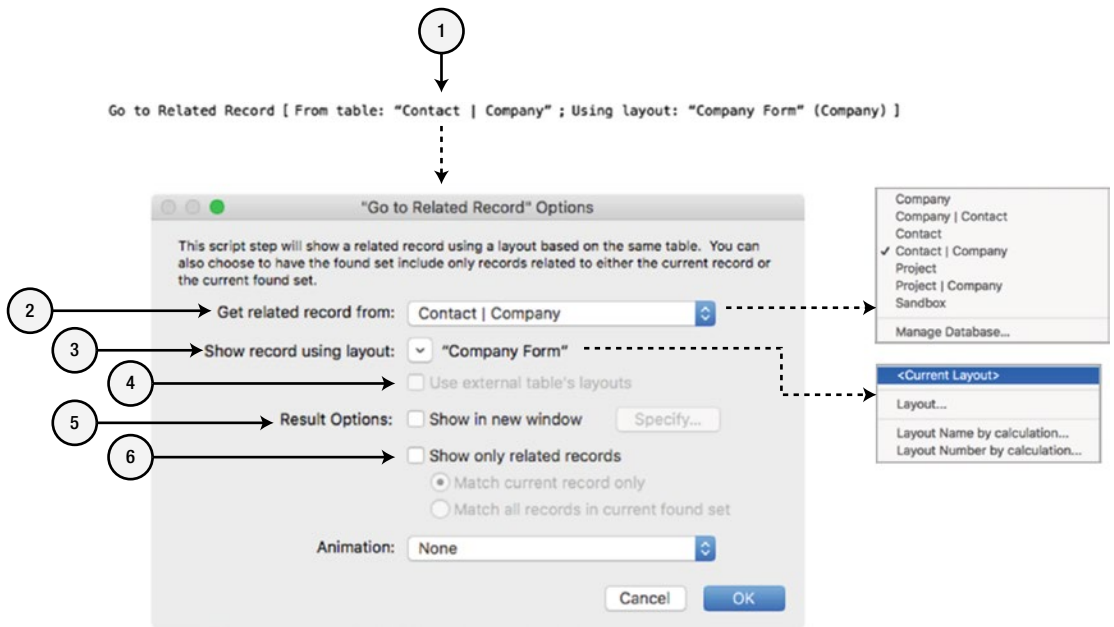 1
Go to Related Record [ From table: “Contact | Company” ; Using layout: “Company Form” (Company) ]
"Go to Related Record" Options
This script step will show a related record using a layout based on the same table. You can
also choose to have the found set include only records related to either the current record or
the current found set.
2
Get related record from: Contact | Company
3
Show record using layout: “Company Form”
4
Use external table's layouts
5
Result Options: Show in new window Specify...
6
Show only related records
Match current record only
Match all records in current found set
Animation: None
Cancel OK
Company
Company | Contact
Contact
✓ Contact | Company
Project
Project | Company
Sandbox
Manage Database...
<Current Layout>
Layout...
Layout Name by calculation...
Layout Number by calculation...